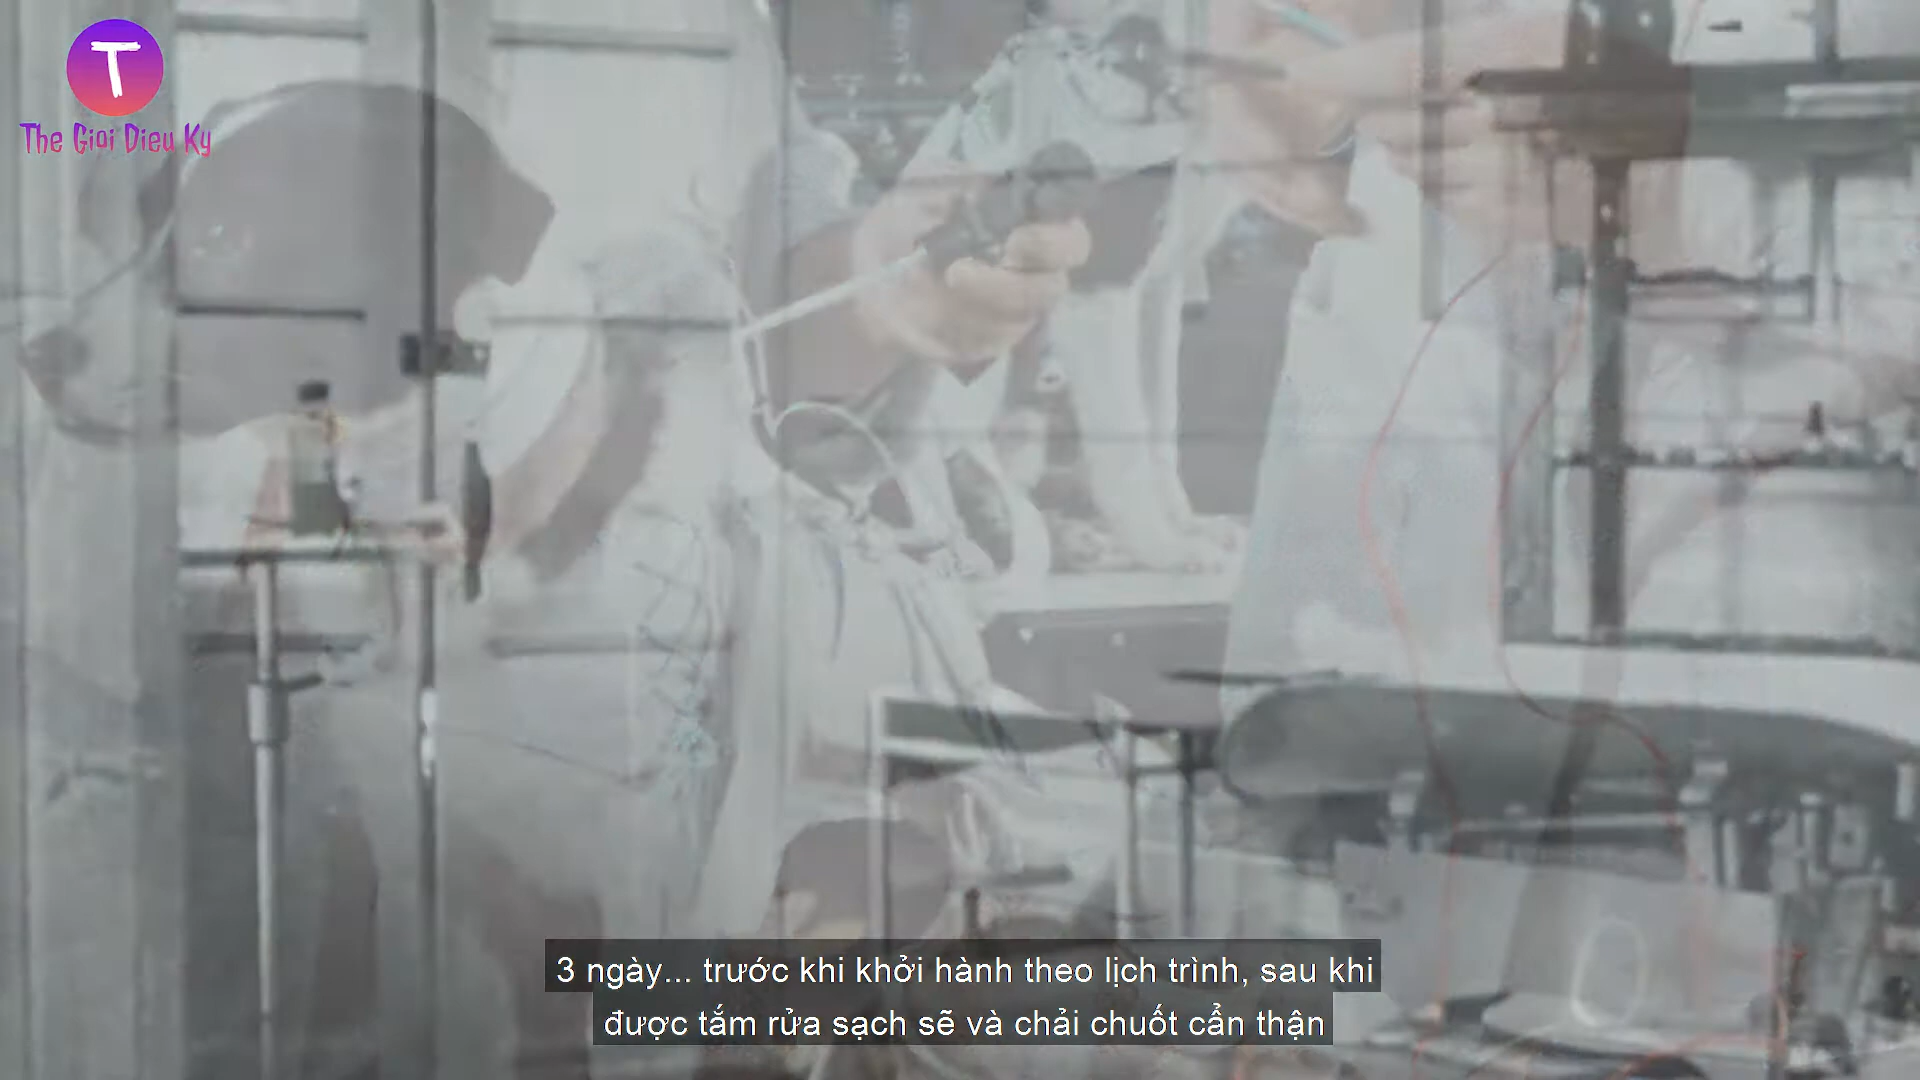 T
The Gioi Dieu Ky
3 ngày... trước khi khởi hành theo lịch trình, sau khi
được tắm rửa sạch sẽ và chải chuốt cẩn thận